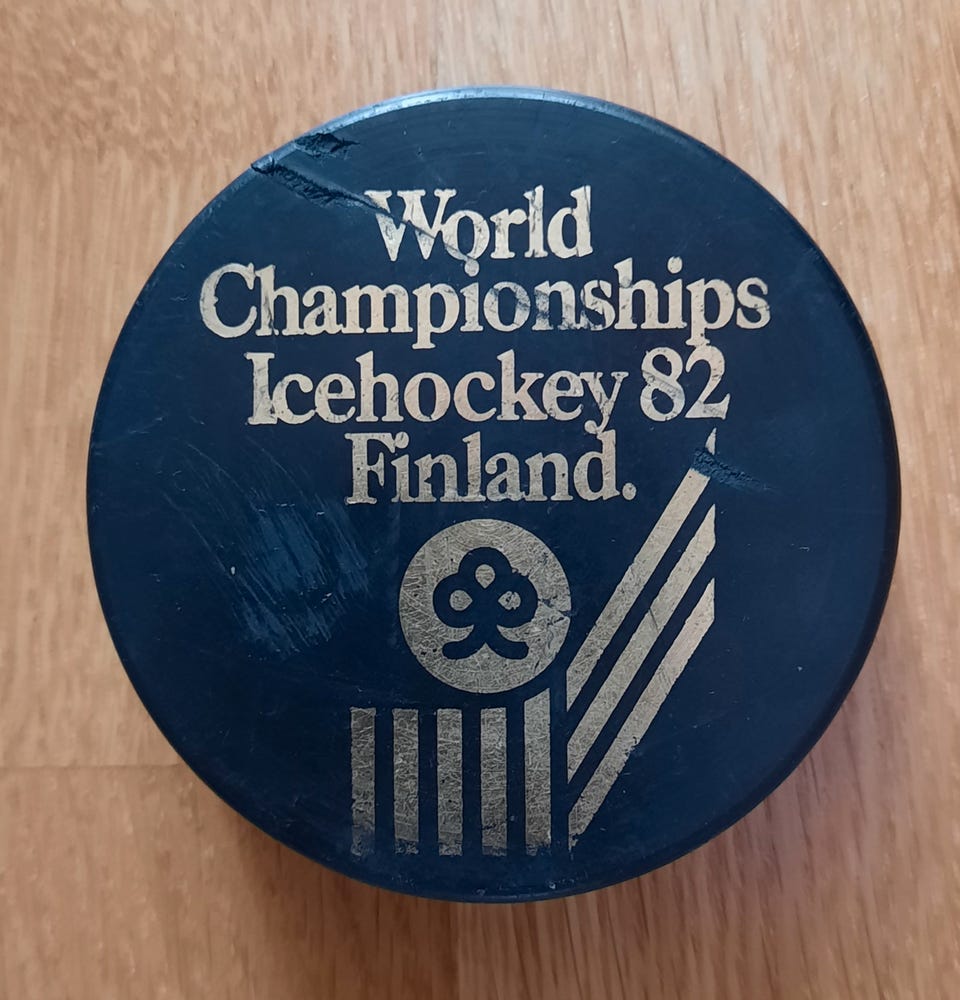 World
Championships
Icehockey 82
Finland.